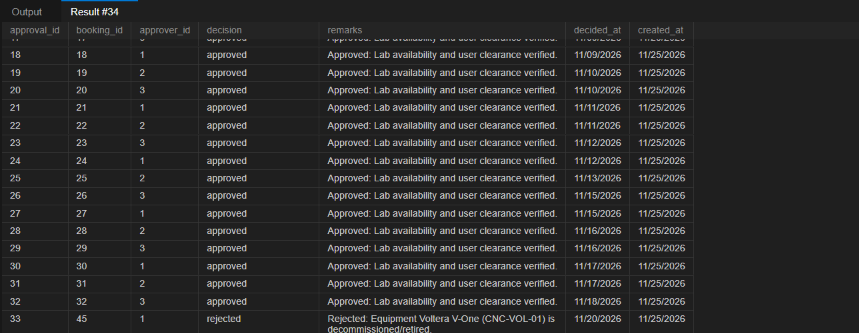 Output Result #34
approval_id booking_id approver_id decision remarks decided_at created_at
18 18 1 approved Approved: Lab availability and user clearance verified. 11/09/2026 11/25/2026
19 19 2 approved Approved: Lab availability and user clearance verified. 11/10/2026 11/25/2026
20 20 3 approved Approved: Lab availability and user clearance verified. 11/10/2026 11/25/2026
21 21 1 approved Approved: Lab availability and user clearance verified. 11/11/2026 11/25/2026
22 22 2 approved Approved: Lab availability and user clearance verified. 11/11/2026 11/25/2026
23 23 3 approved Approved: Lab availability and user clearance verified. 11/12/2026 11/25/2026
24 24 1 approved Approved: Lab availability and user clearance verified. 11/12/2026 11/25/2026
25 25 2 approved Approved: Lab availability and user clearance verified. 11/13/2026 11/25/2026
26 26 3 approved Approved: Lab availability and user clearance verified. 11/15/2026 11/25/2026
27 27 1 approved Approved: Lab availability and user clearance verified. 11/15/2026 11/25/2026
28 28 2 approved Approved: Lab availability and user clearance verified. 11/16/2026 11/25/2026
29 29 3 approved Approved: Lab availability and user clearance verified. 11/16/2026 11/25/2026
30 30 1 approved Approved: Lab availability and user clearance verified. 11/17/2026 11/25/2026
31 31 2 approved Approved: Lab availability and user clearance verified. 11/17/2026 11/25/2026
32 32 3 approved Approved: Lab availability and user clearance verified. 11/18/2026 11/25/2026
33 45 1 rejected Rejected: Equipment Voltera V-One (CNC-VOL-01) is 11/20/2026 11/25/2026
decommissioned/retired.